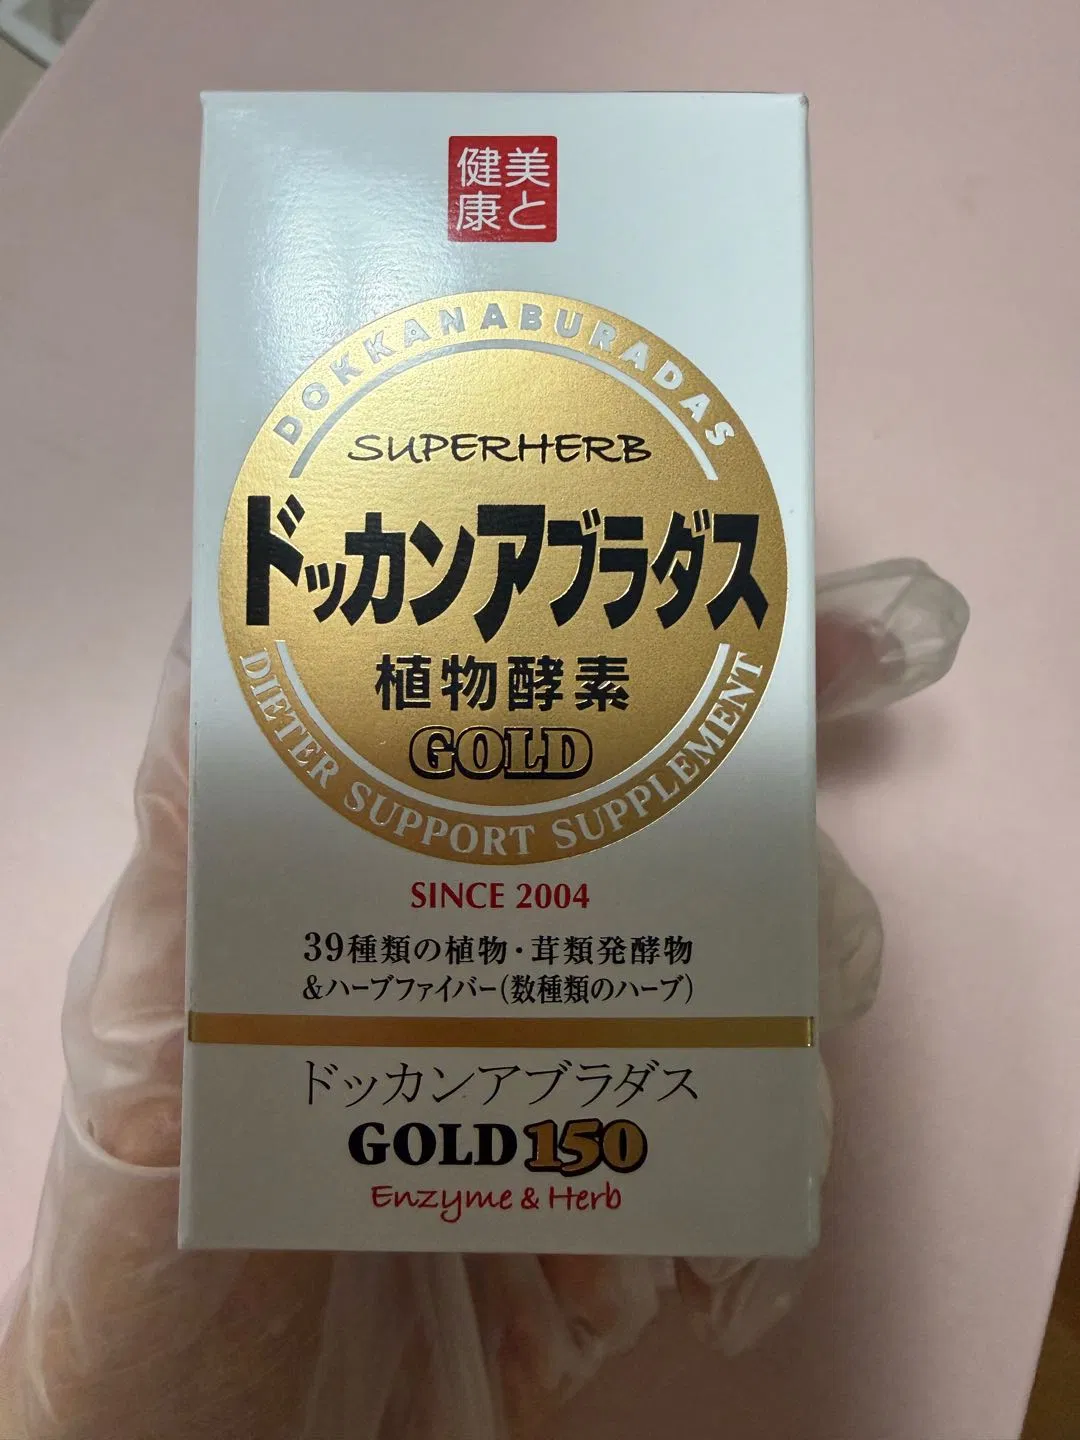 美と
健康
DOKKANABURADAS
SUPERHERB
ドッカンアブラダス
植物酵素
GOLD
DIETER SUPPORT SUPPLEMENT
SINCE 2004
39種類の植物・茸類発酵物
&ハーブファイバー(数種類のハーブ)
ドッカンアブラダス
GOLD150
Enzyme & Herb